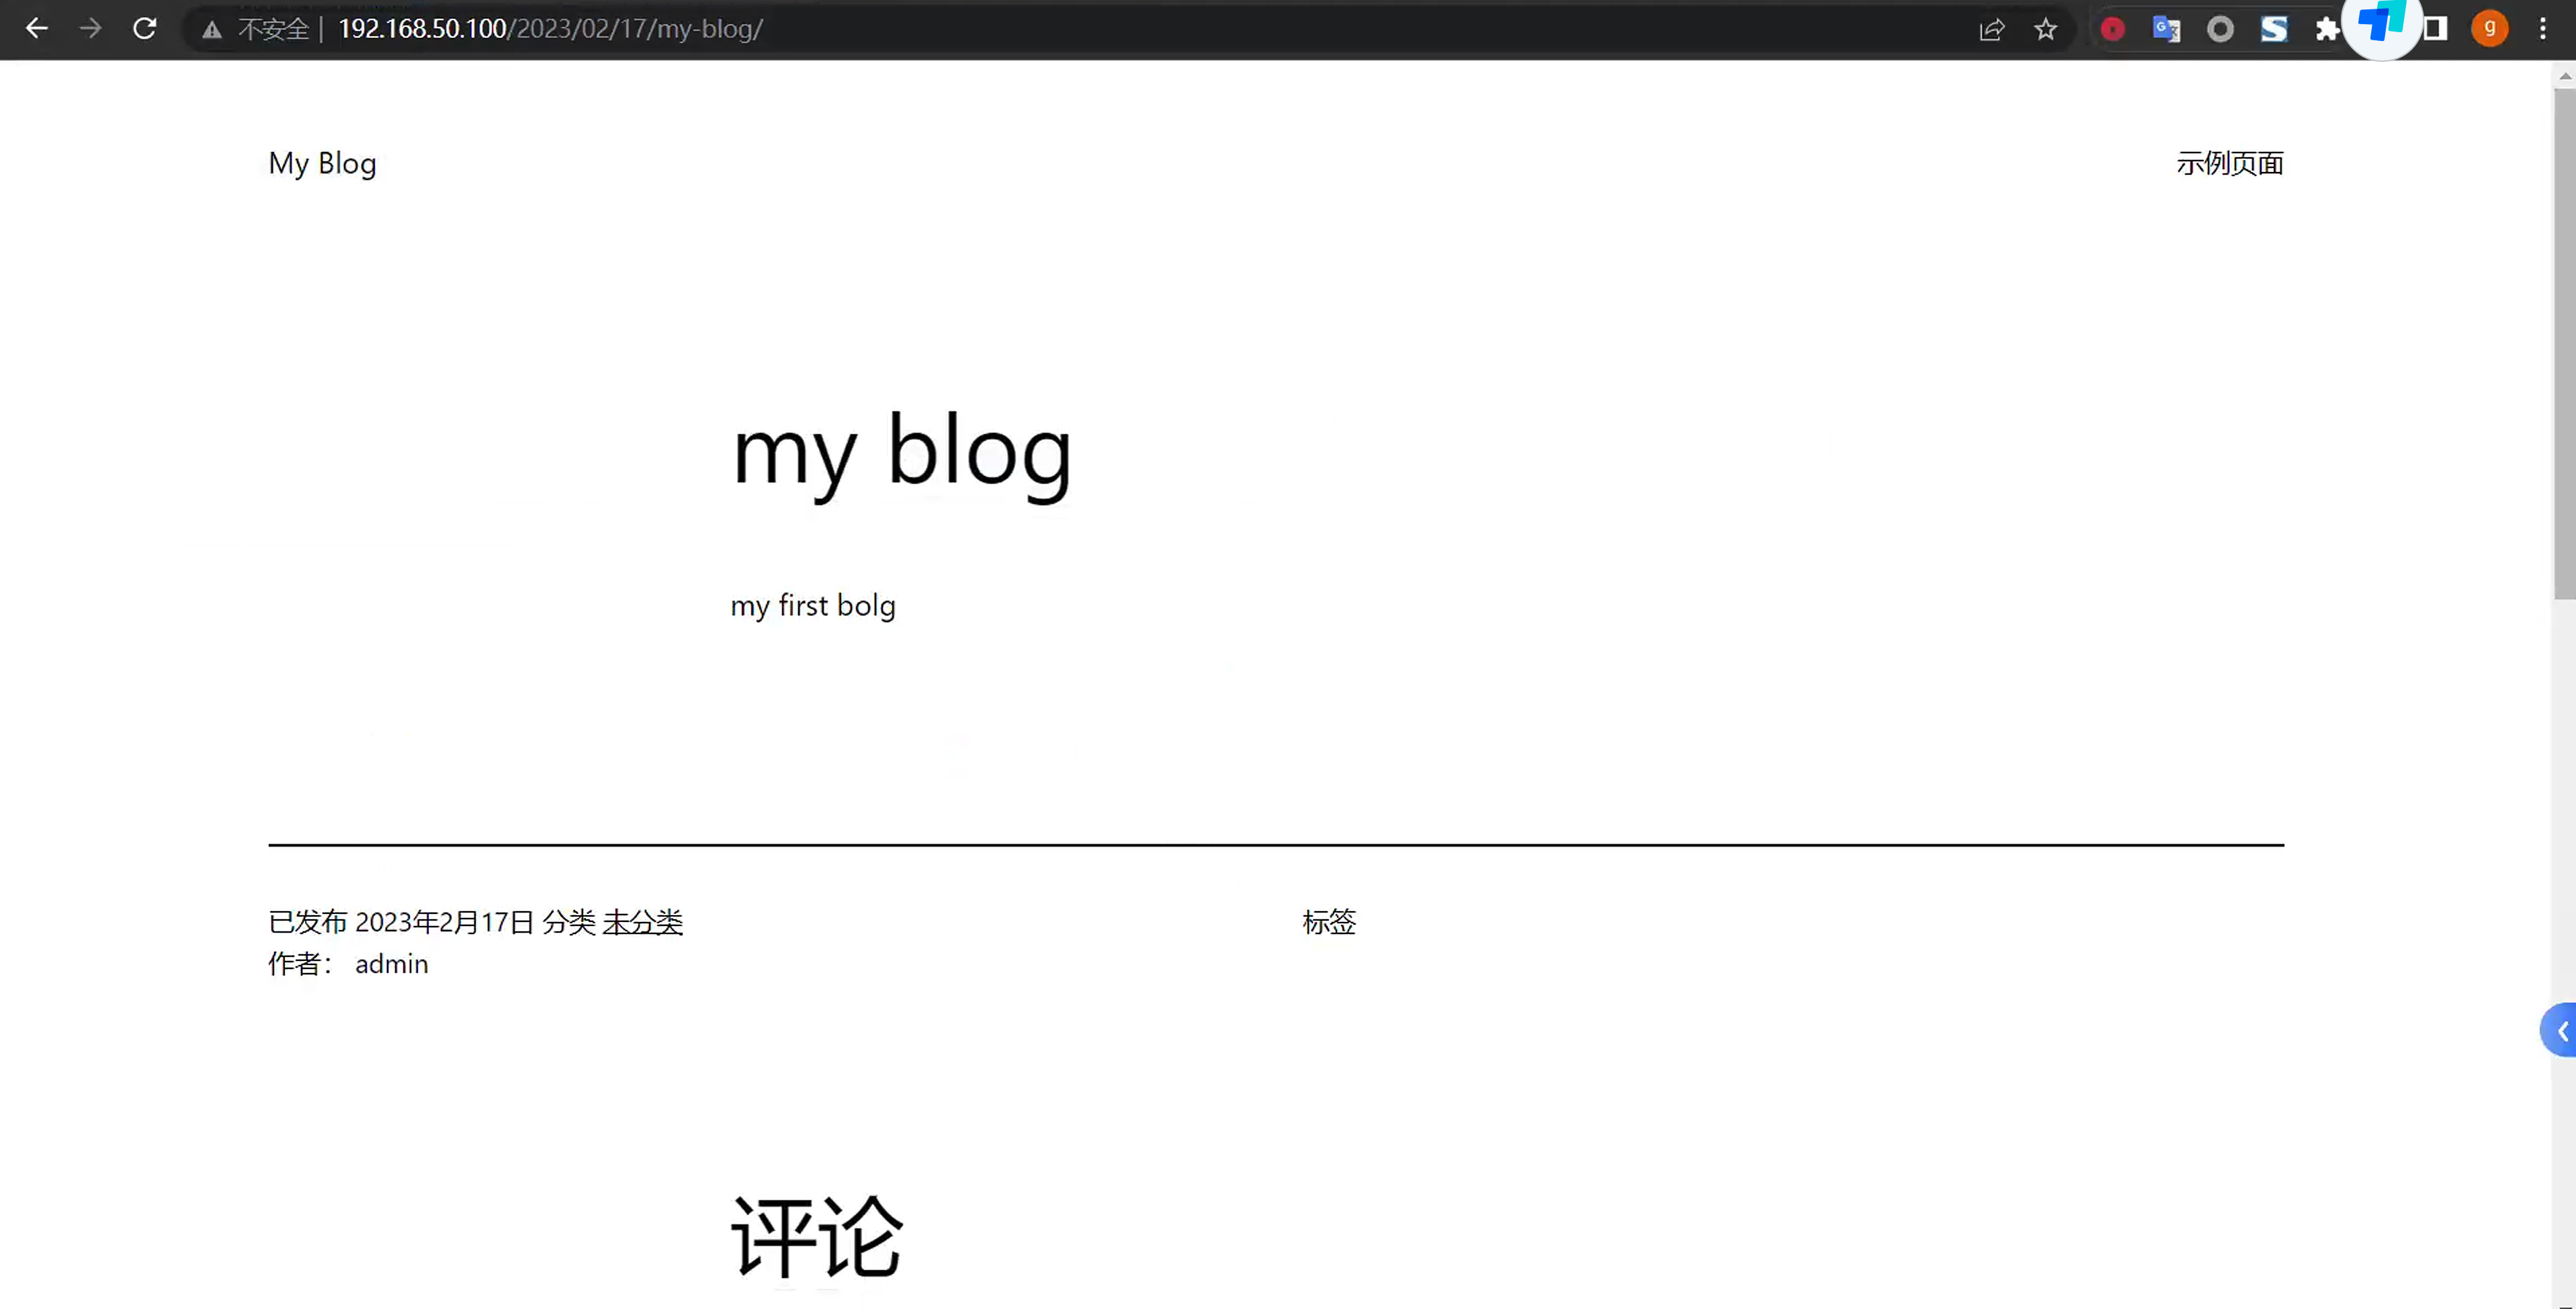 不安全 | 192.168.50.100/2023/02/17/my-blog/
g
My Blog
示例页面
my blog
my first bolg
已发布 2023年2月17日 分类 未分类
标签
作者： admin
评论